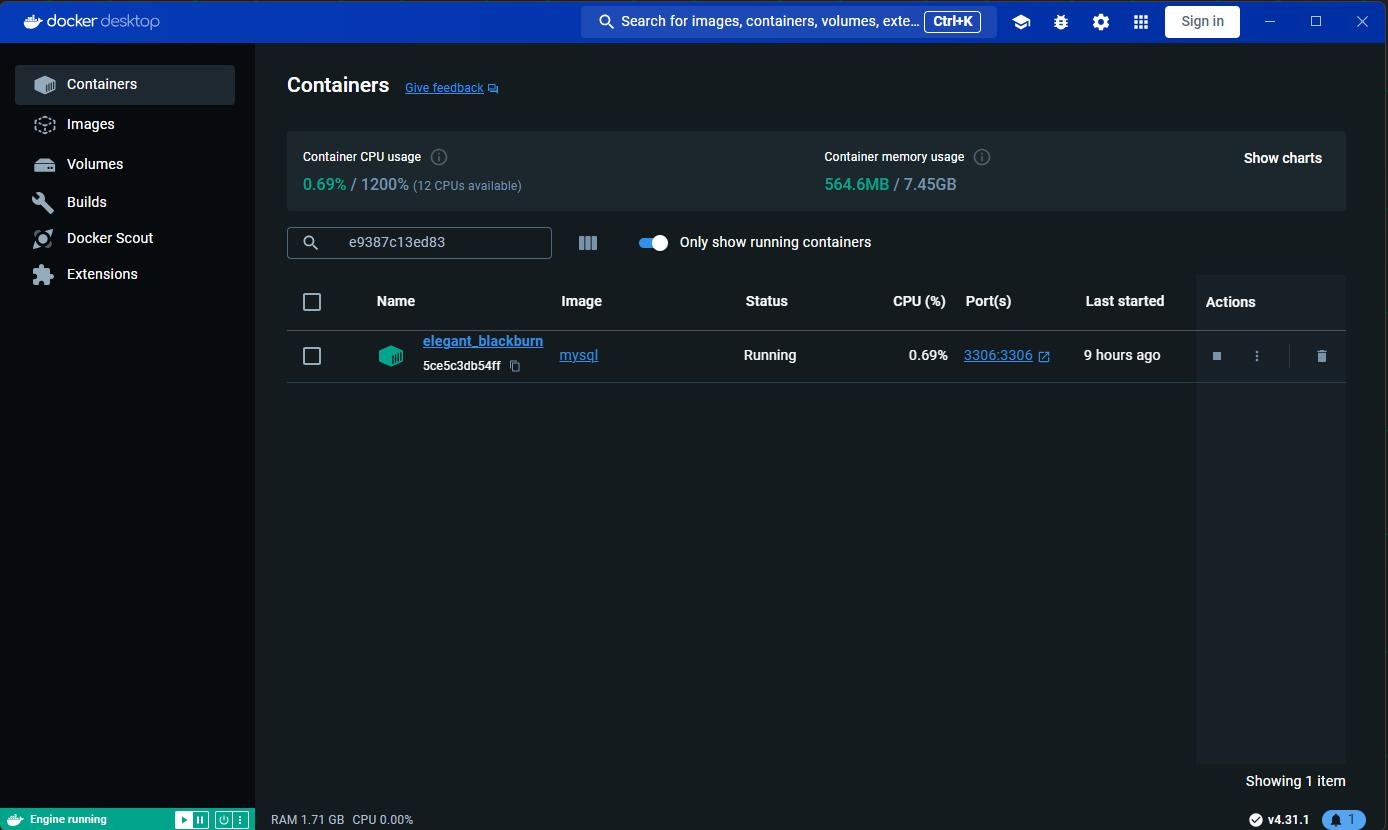 docker desktop
Search for images, containers, volumes, exte... Ctrl+K
Sign in
Containers
Images
Volumes
Builds
Docker Scout
Extensions
Containers Give feedback
Container CPU usage
0.69% / 1200% (12 CPUs available)
Container memory usage
564.6MB / 7.45GB
Show charts
e9387c13ed83
Only show running containers
Name Image Status CPU (%) Port(s) Last started Actions
elegant_blackburn
5ce5c3db54ff
mysql Running 0.69% 3306:3306 9 hours ago
Showing 1 item
Engine running
RAM 1.71 GB CPU 0.00%
v4.31.1
1